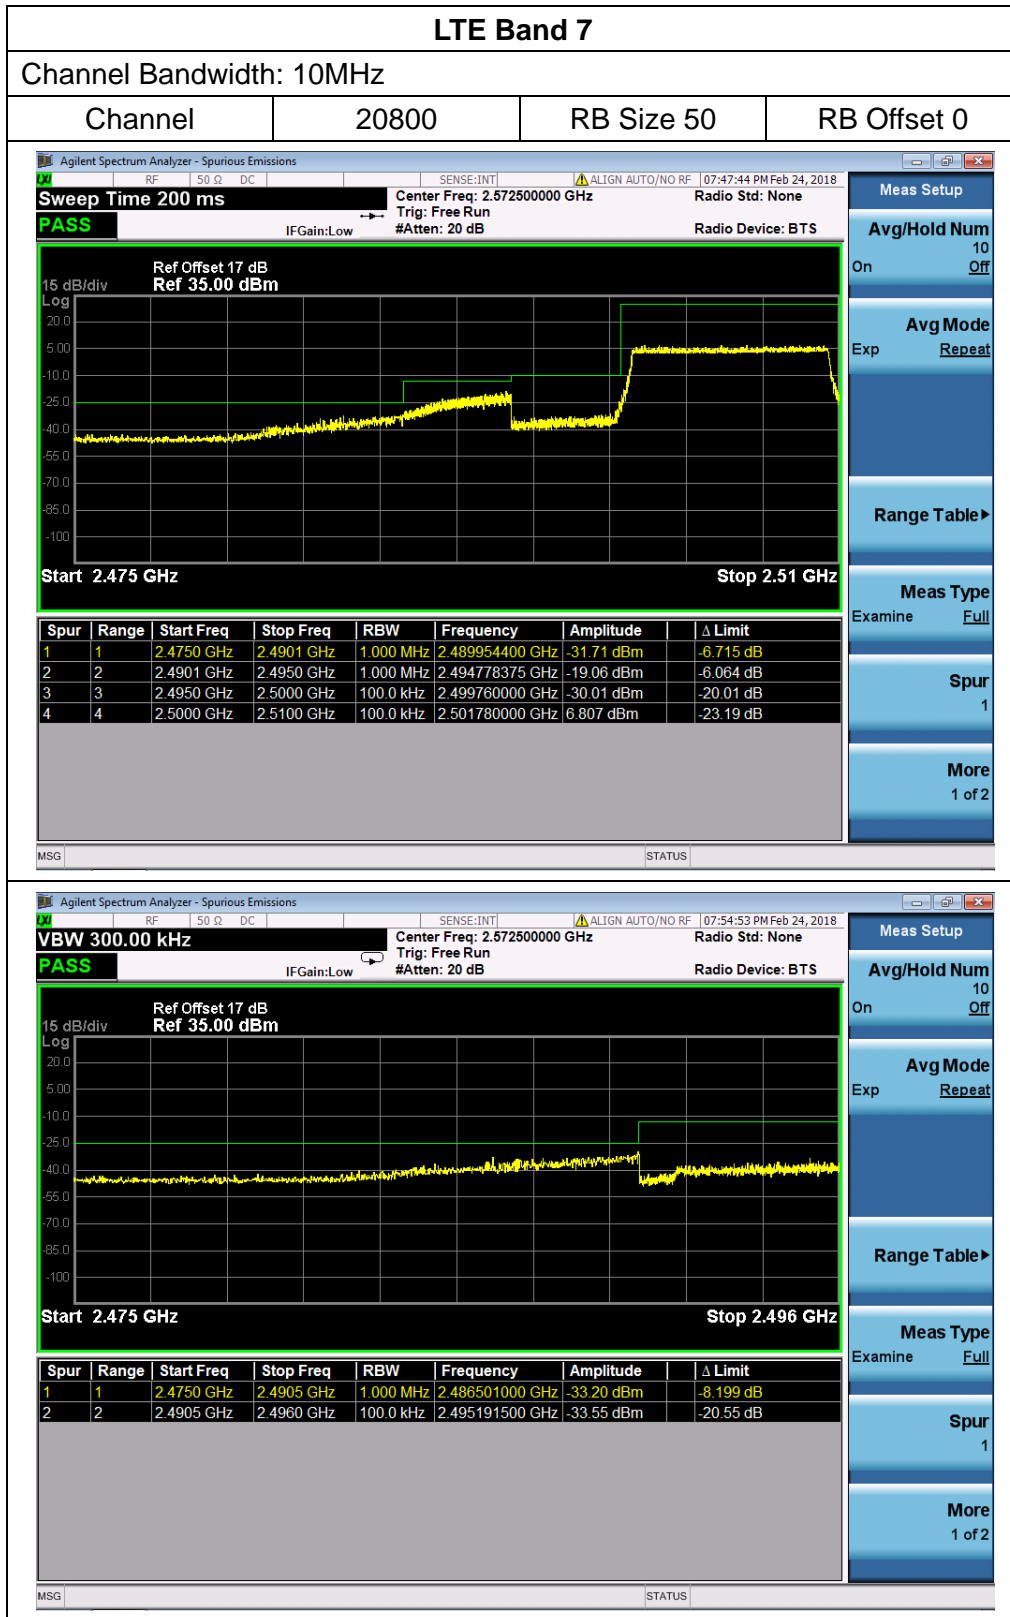 LTE Band 7
Channel Bandwidth: 10MHz
Channel 20800 RB Size 50 RB Offset 0
Agilent Spectrum Analyzer - Spurious Emissions
LXI RF 50 Ω DC SENSE:INT ALIGN AUTO/NO RF 07:47:44 PM Feb 24, 2018
Sweep Time 200 ms Center Freq: 2.572500000 GHz Radio Std: None
Trig: Free Run
PASS IFGain:Low #Atten: 20 dB Radio Device: BTS
Ref Offset 17 dB
15 dB/div Ref 35.00 dBm
Log
20.0
5.00
-10.0
-25.0
-40.0
-55.0
-70.0
-85.0
-100
Start 2.475 GHz Stop 2.51 GHz
Spur Range Start Freq Stop Freq RBW Frequency Amplitude Δ Limit
1 1 2.4750 GHz 2.4901 GHz 1.000 MHz 2.489954400 GHz -31.71 dBm -6.715 dB
2 2 2.4901 GHz 2.4950 GHz 1.000 MHz 2.494778375 GHz -19.06 dBm -6.064 dB
3 3 2.4950 GHz 2.5000 GHz 100.0 kHz 2.499760000 GHz -30.01 dBm -20.01 dB
4 4 2.5000 GHz 2.5100 GHz 100.0 kHz 2.501780000 GHz 6.807 dBm -23.19 dB
MSG STATUS
Meas Setup
Avg/Hold Num
10
On Off
Avg Mode
Exp Repeat
Range Table
Meas Type
Examine Full
Spur
1
More
1 of 2
Agilent Spectrum Analyzer - Spurious Emissions
LXI RF 50 Ω DC SENSE:INT ALIGN AUTO/NO RF 07:54:53 PM Feb 24, 2018
VBW 300.00 kHz Center Freq: 2.572500000 GHz Radio Std: None
Trig: Free Run
PASS IFGain:Low #Atten: 20 dB Radio Device: BTS
Ref Offset 17 dB
15 dB/div Ref 35.00 dBm
Log
20.0
5.00
-10.0
-25.0
-40.0
-55.0
-70.0
-85.0
-100
Start 2.475 GHz Stop 2.496 GHz
Spur Range Start Freq Stop Freq RBW Frequency Amplitude Δ Limit
1 1 2.4750 GHz 2.4905 GHz 1.000 MHz 2.486501000 GHz -33.20 dBm -8.199 dB
2 2 2.4905 GHz 2.4960 GHz 100.0 kHz 2.495191500 GHz -33.55 dBm -20.55 dB
MSG STATUS
Meas Setup
Avg/Hold Num
10
On Off
Avg Mode
Exp Repeat
Range Table
Meas Type
Examine Full
Spur
1
More
1 of 2